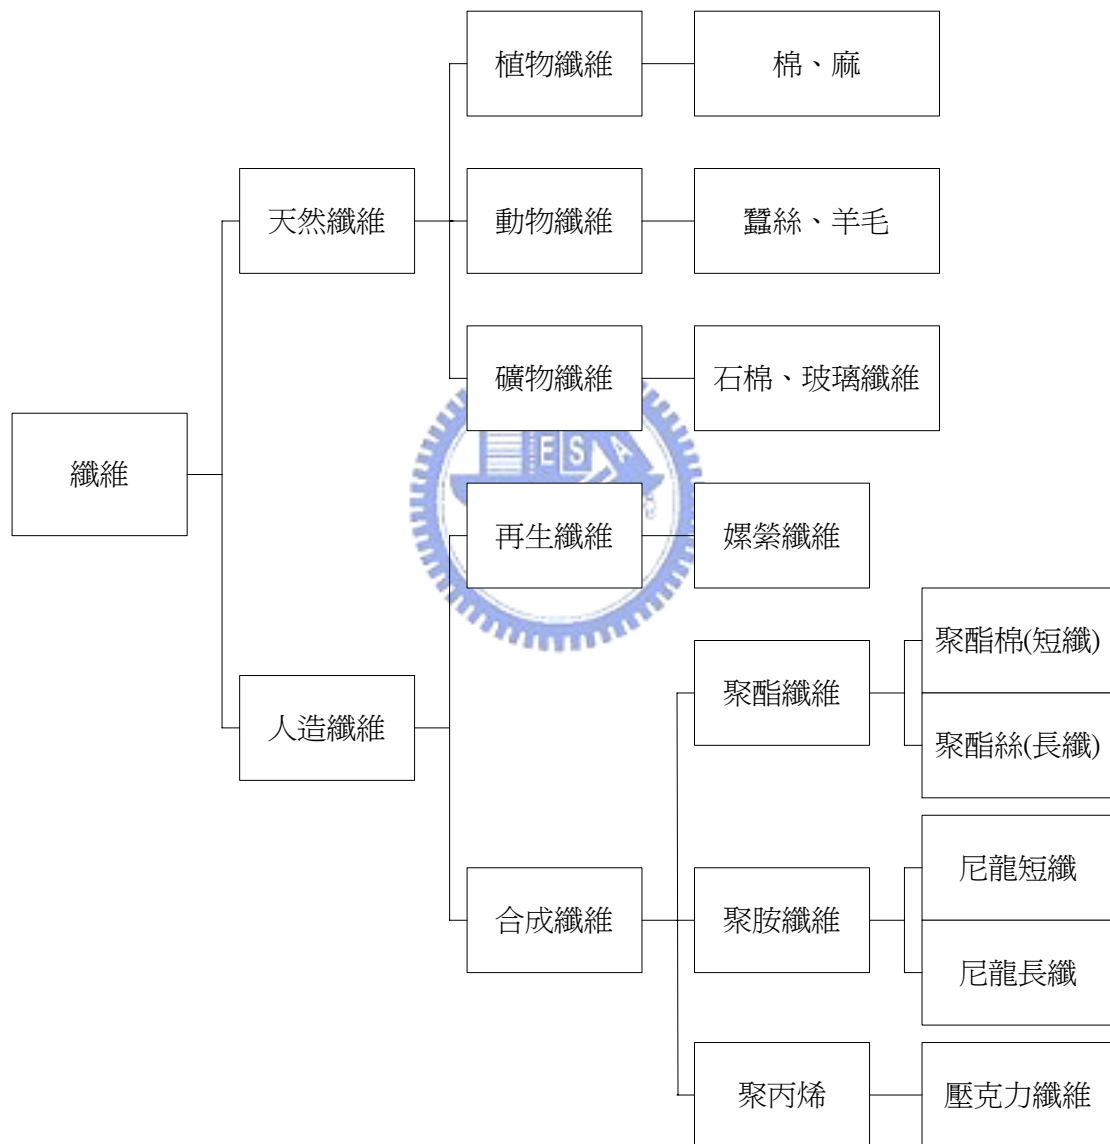 植物纖維
棉、麻
天然纖維
動物纖維
蠶絲、羊毛
礦物纖維
石棉、玻璃纖維
纖維
E S A
再生纖維
嫘縈纖維
聚酯棉(短纖)
聚酯纖維
人造纖維
聚酯絲(長纖)
尼龍短纖
合成纖維
聚胺纖維
尼龍長纖
聚丙烯
壓克力纖維